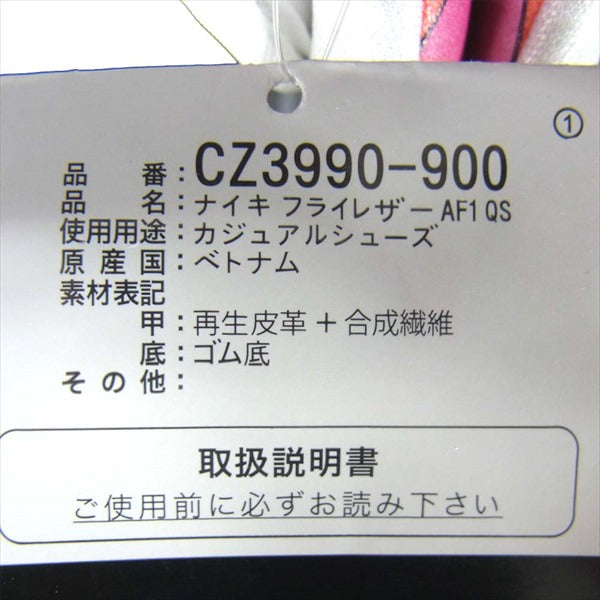 ①
品番：CZ3990-900
品名：ナイキ フライレザー AF1 QS
使用用途：カジュアルシューズ
原産国：ベトナム
素材表記
甲：再生皮革 + 合成繊維
底：ゴム底
その他：
取扱説明書
ご使用前に必ずお読み下さい